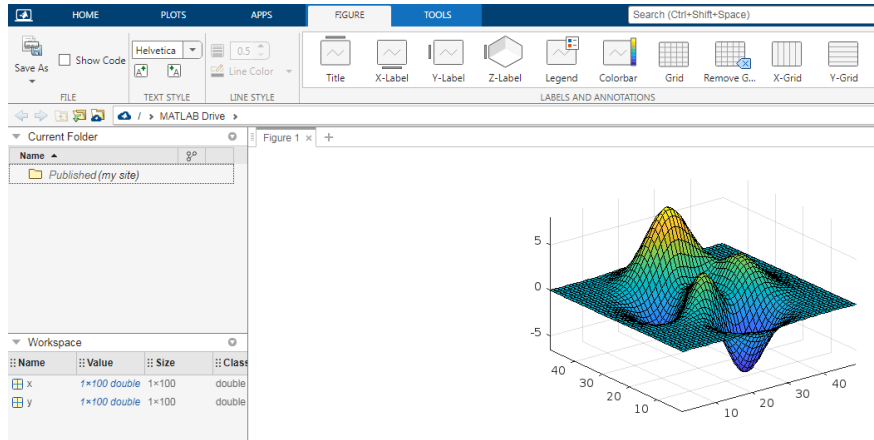 HOME PLOTS APPS FIGURE TOOLS Search (Ctrl+Shift+Space)
Save As
Show Code
Helvetica
0.5
Line Color
A A
Title X-Label Y-Label Z-Label Legend Colorbar Grid Remove G... X-Grid Y-Grid
FILE TEXT STYLE LINE STYLE LABELS AND ANNOTATIONS
/ > MATLAB Drive >
Current Folder
Name
Published (my site)
Figure 1 × +
5
0
-5
40
30
20
10
10
20
30
40
Workspace
Name Value Size Class
x 1×100 double 1×100 double
y 1×100 double 1×100 double